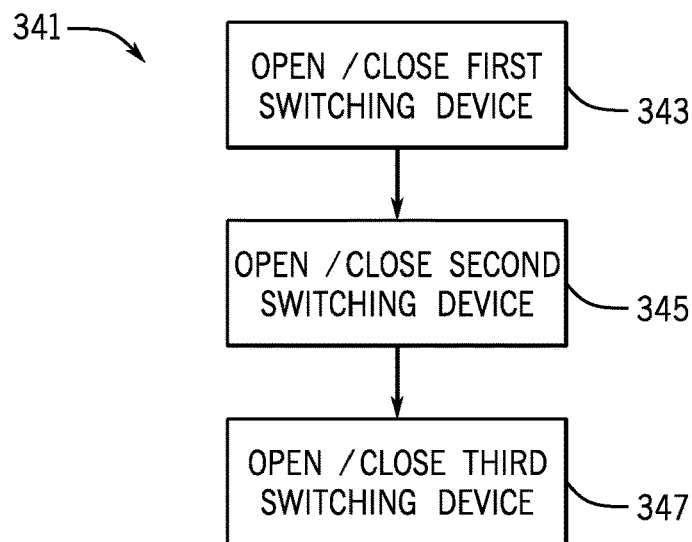 341
OPEN /CLOSE FIRST
SWITCHING DEVICE
343
OPEN /CLOSE SECOND
SWITCHING DEVICE
345
OPEN /CLOSE THIRD
SWITCHING DEVICE
347